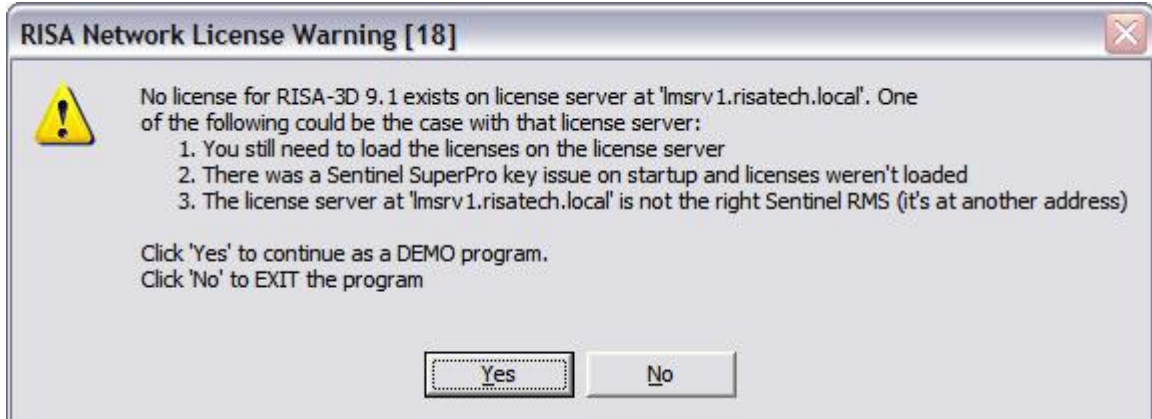 RISA Network License Warning [18]
No license for RISA-3D 9.1 exists on license server at 'lmsrv1.risatech.local'. One
of the following could be the case with that license server:
1. You still need to load the licenses on the license server
2. There was a Sentinel SuperPro key issue on startup and licenses weren't loaded
3. The license server at 'lmsrv1.risatech.local' is not the right Sentinel RMS (it's at another address)
Click 'Yes' to continue as a DEMO program.
Click 'No' to EXIT the program
Yes
No